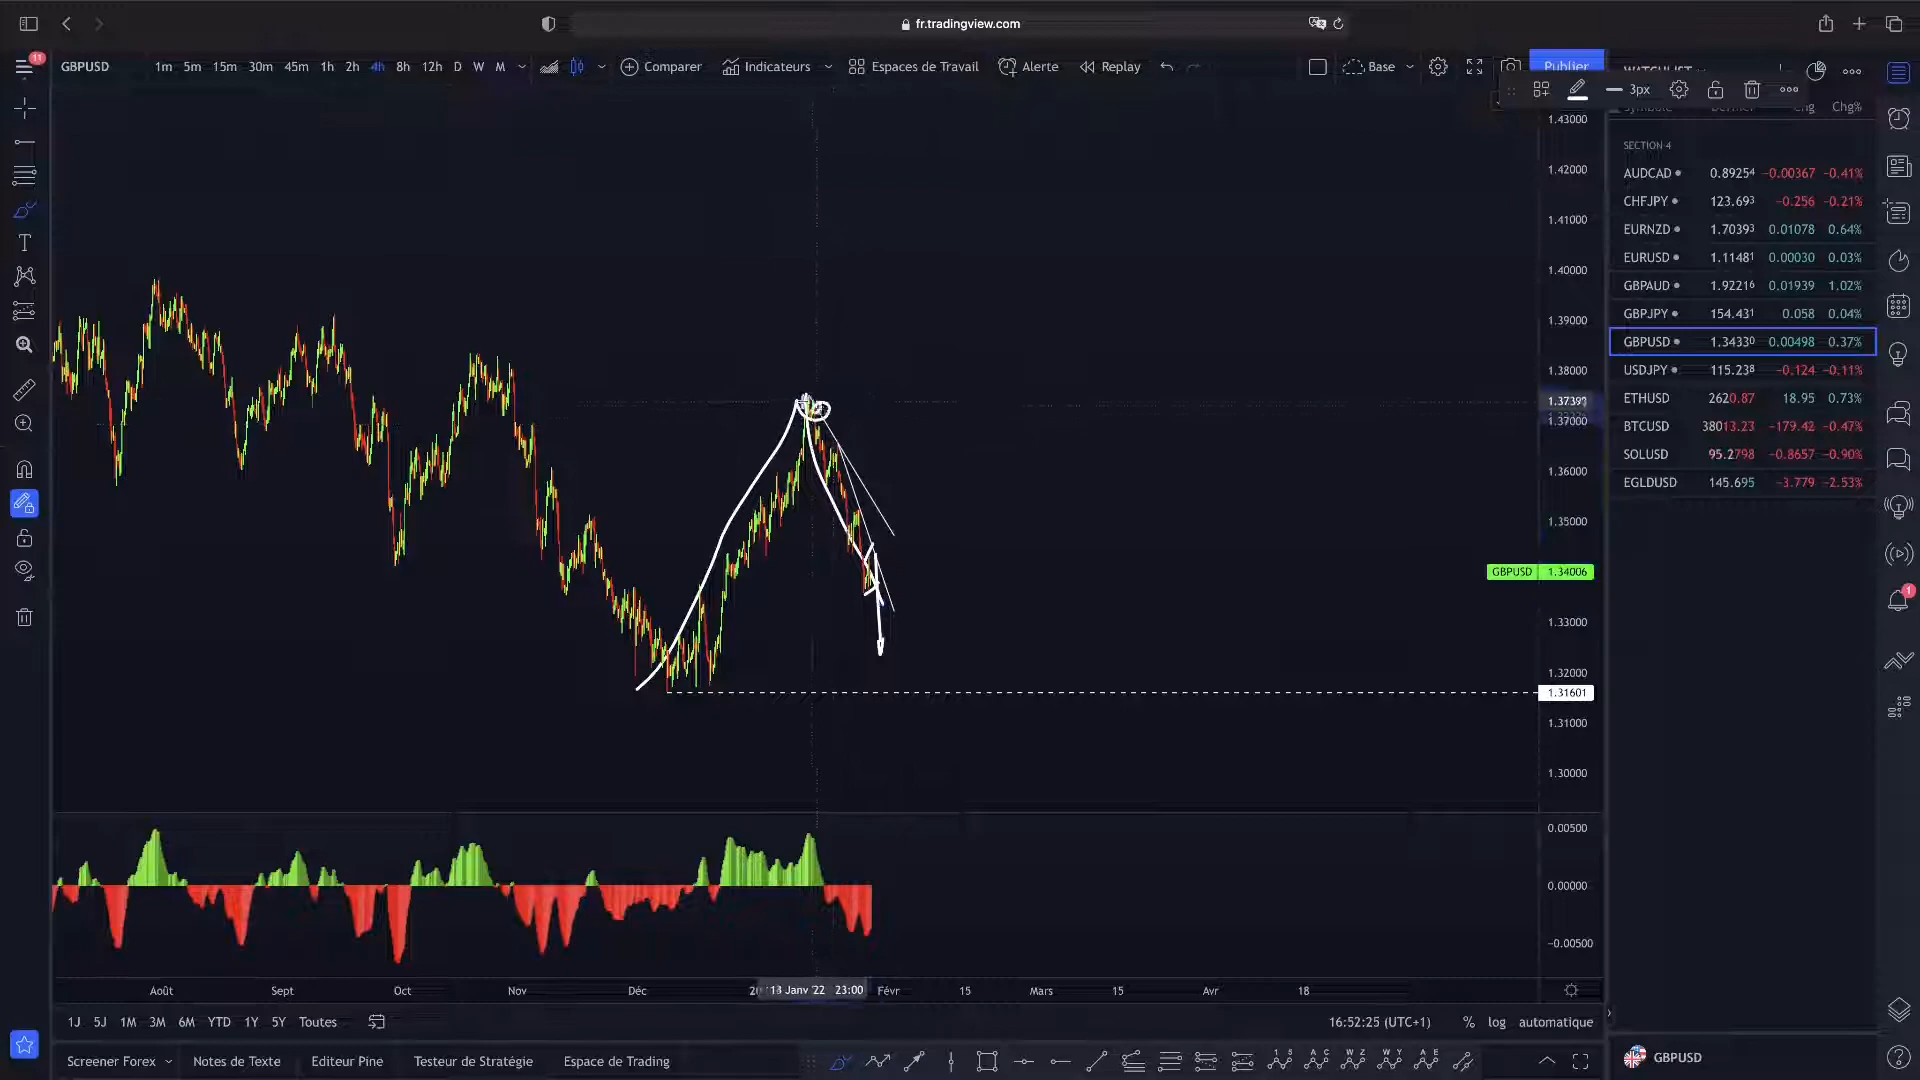 fr.tradingview.com
11
GBPUSD 1m 5m 15m 30m 45m 1h 2h 4h 8h 12h D W M Comparer Indicateurs Espaces de Travail Alerte Replay Base Publier
3px
Chg%
1.43000
1.42000
1.41000
1.40000
1.39000
1.38000
1.37397
1.37000
1.36000
1.35000
GBPUSD 1.34006
1.33000
1.32000
1.31601
1.31000
1.30000
0.00500
0.00000
−0.00500
SECTION 4
AUDCAD 0.89254 −0.00367 −0.41%
CHFJPY 123.693 −0.256 −0.21%
EURNZD 1.70393 0.01078 0.64%
EURUSD 1.11481 0.00030 0.03%
GBPAUD 1.92216 0.01939 1.02%
GBPJPY 154.431 0.058 0.04%
GBPUSD 1.34330 0.00498 0.37%
USDJPY 115.238 −0.124 −0.11%
ETHUSD 2620.87 18.95 0.73%
BTCUSD 38013.23 −179.42 −0.47%
SOLUSD 95.2798 −0.8657 −0.90%
EGLDUSD 145.695 −3.779 −2.53%
1
Août Sept Oct Nov Déc 13 Janv '22 23:00 Févr 15 Mars 15 Avr 18
1J 5J 1M 3M 6M YTD 1Y 5Y Toutes 16:52:25 (UTC+1) % log automatique
Screener Forex Notes de Texte Editeur Pine Testeur de Stratégie Espace de Trading
GBPUSD